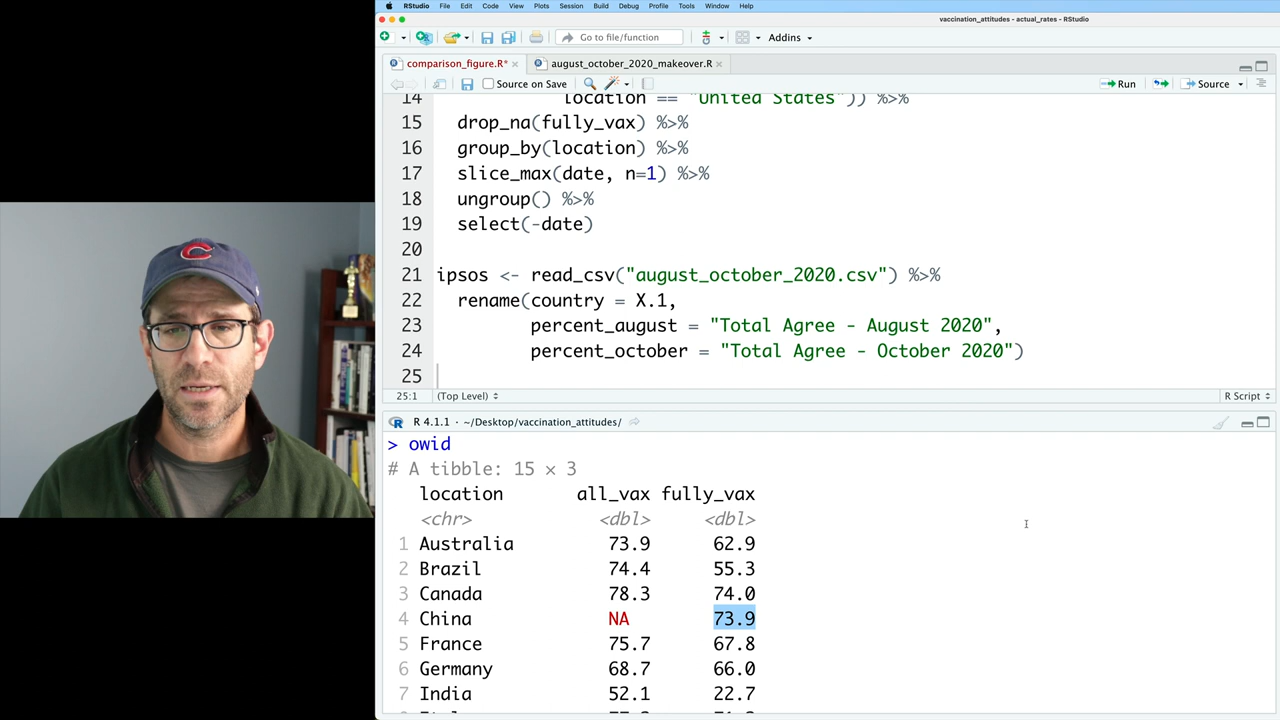 RStudio File Edit Code View Plots Session Build Debug Profile Tools Window Help
vaccination_attitudes - actual_rates - RStudio
Go to file/function Addins
comparison_figure.R* august_october_2020_makeover.R
Source on Save Run Source
14 location == "United States")) %>%
15 drop_na(fully_vax) %>%
16 group_by(location) %>%
17 slice_max(date, n=1) %>%
18 ungroup() %>%
19 select(-date)
20
21 ipsos <- read_csv("august_october_2020.csv") %>%
22 rename(country = X.1,
23 percent_august = "Total Agree - August 2020",
24 percent_october = "Total Agree - October 2020")
25
25:1 (Top Level) R Script
R 4.1.1 · ~/Desktop/vaccination_attitudes/
> owid
# A tibble: 15 × 3
location all_vax fully_vax
<chr> <dbl> <dbl>
1 Australia 73.9 62.9
2 Brazil 74.4 55.3
3 Canada 78.3 74.0
4 China NA 73.9
5 France 75.7 67.8
6 Germany 68.7 66.0
7 India 52.1 22.7
C